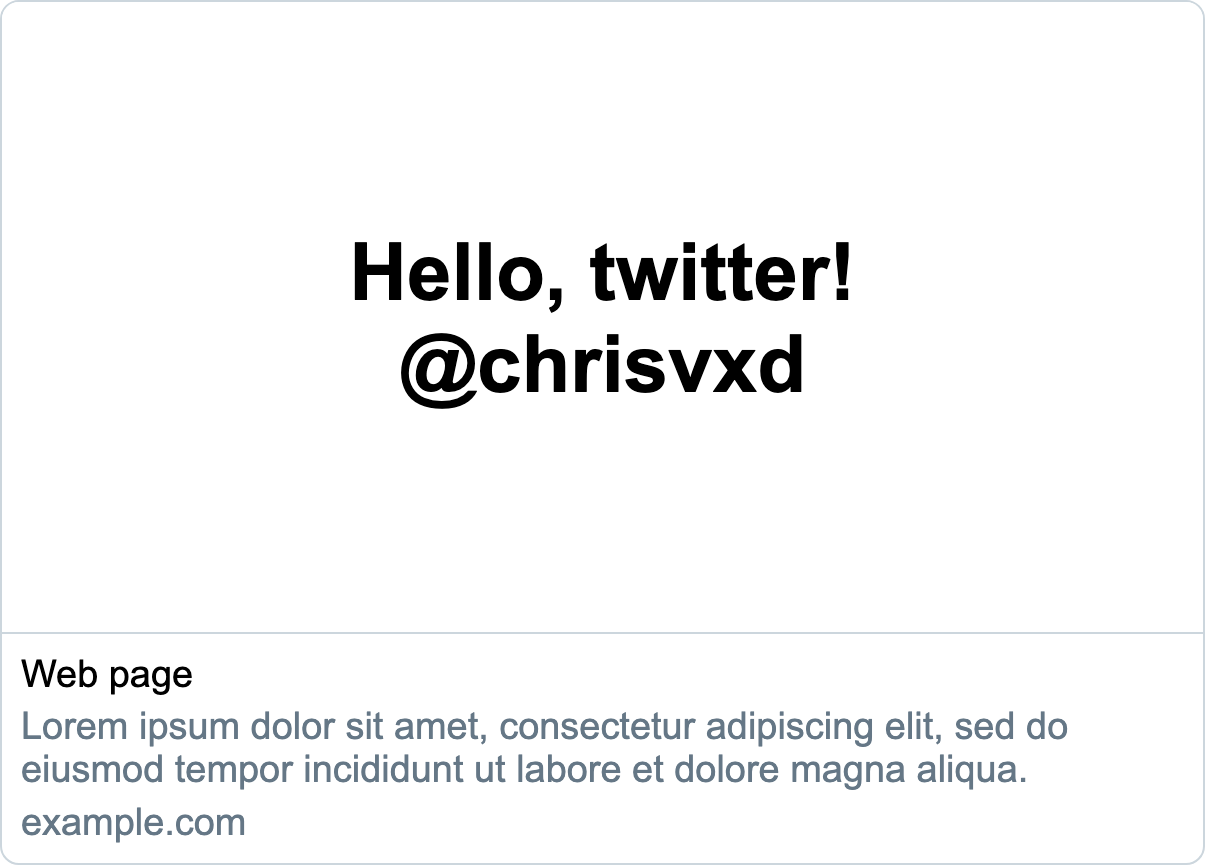 Hello, twitter!
@chrisvxd
Web page
Lorem ipsum dolor sit amet, consectetur adipiscing elit, sed do
eiusmod tempor incididunt ut labore et dolore magna aliqua.
example.com